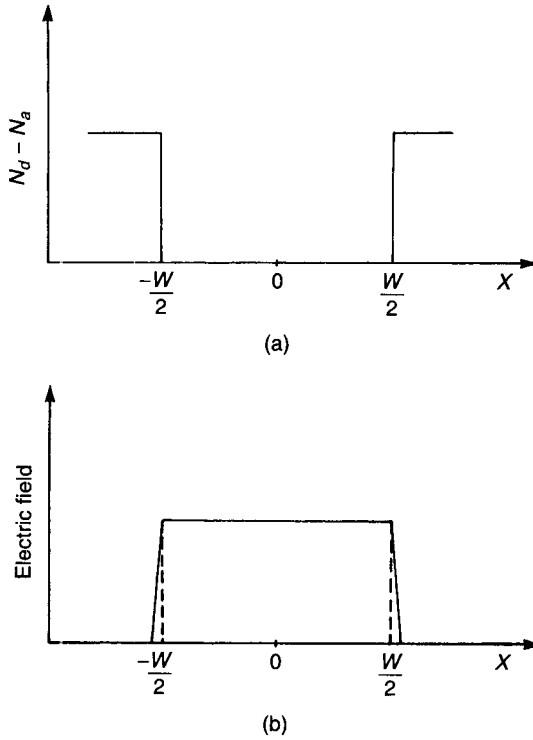 N_d – N_a
–W/2 0 W/2 X
(a)
Electric field
–W/2 0 W/2 X
(b)